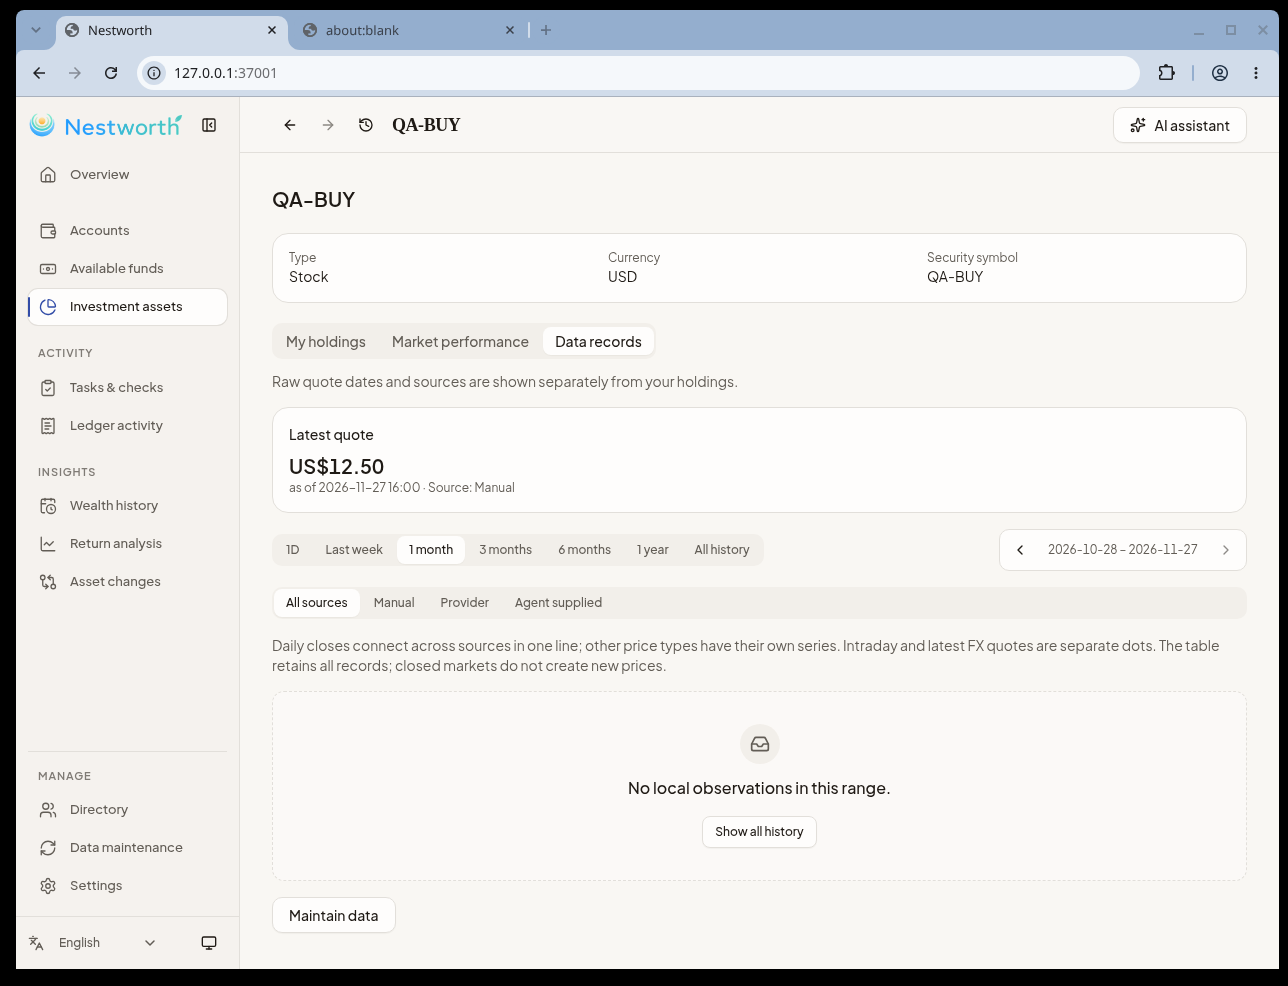 Nestworth
about:blank
127.0.0.1:37001
Nestworth
QA-BUY
AI assistant
Overview
Accounts
Available funds
Investment assets
ACTIVITY
Tasks & checks
Ledger activity
INSIGHTS
Wealth history
Return analysis
Asset changes
MANAGE
Directory
Data maintenance
Settings
English
QA-BUY
Type
Stock
Currency
USD
Security symbol
QA-BUY
My holdings
Market performance
Data records
Raw quote dates and sources are shown separately from your holdings.
Latest quote
US$12.50
as of 2026-11-27 16:00 · Source: Manual
1D
Last week
1 month
3 months
6 months
1 year
All history
2026-10-28 – 2026-11-27
All sources
Manual
Provider
Agent supplied
Daily closes connect across sources in one line; other price types have their own series. Intraday and latest FX quotes are separate dots. The table
retains all records; closed markets do not create new prices.
No local observations in this range.
Show all history
Maintain data